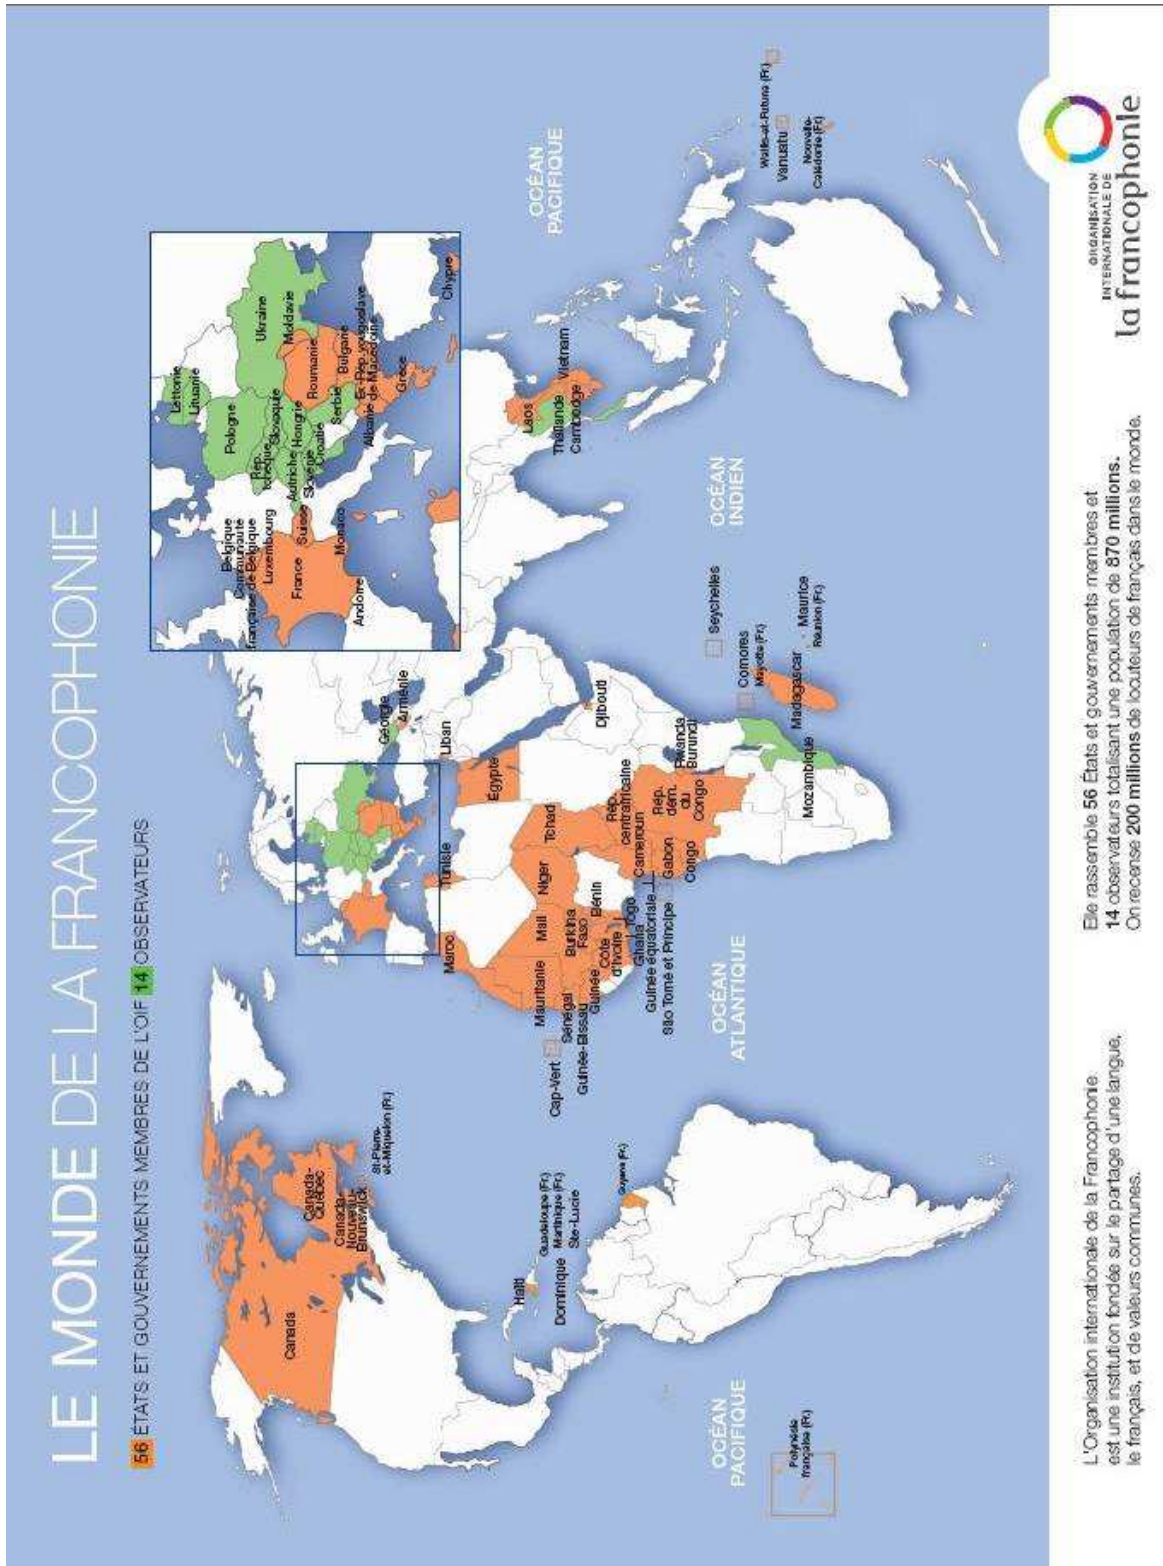 LE MONDE DE LA FRANCOPHONIE
56 ÉTATS ET GOUVERNEMENTS MEMBRES DE L'OIF 14 OBSERVATEURS
Canada
Canada-
Québec
Canada-
Nouveau-
Brunswick
St-Pierre-
et-Miquelon (Fr.)
Haïti
Dominique
Guadeloupe (Fr.)
Martinique (Fr.)
Ste-Lucie
Guyane (Fr.)
OCÉAN
PACIFIQUE
Polynésie
française (Fr.)
OCÉAN
ATLANTIQUE
Maroc
Tunisie
Égypte
Liban
Géorgie
Arménie
Mauritanie
Mali
Niger
Tchad
Cap-Vert
Sénégal
Guinée-Bissau
Guinée
Burkina
Faso
Côte
d'Ivoire
Bénin
Togo
Ghana
Guinée équatoriale
São Tomé et Príncipe
Cameroun
Rép.
centrafricaine
Gabon
Congo
Rép.
dém.
du
Congo
Rwanda
Burundi
Djibouti
Mozambique
Seychelles
Comores
Mayotte (Fr.)
Madagascar
Maurice
Réunion (Fr.)
OCÉAN
INDIEN
Belgique
Communauté
française de Belgique
Luxembourg
France
Suisse
Monaco
Andorre
Lettonie
Lituanie
Pologne
Rép.
tchèque
Slovaquie
Autriche
Hongrie
Slovénie
Croatie
Serbie
Ukraine
Moldavie
Roumanie
Bulgarie
Ex-Rép. yougoslave
de Macédoine
Albanie
Grèce
Chypre
Laos
Thaïlande
Cambodge
Vietnam
OCÉAN
PACIFIQUE
Wallis-et-Futuna (Fr.)
Vanuatu
Nouvelle-
Calédonie (Fr.)
L'Organisation internationale de la Francophonie
est une institution fondée sur le partage d'une langue,
le français, et de valeurs communes.
Elle rassemble 56 États et gouvernements membres et
14 observateurs totalisant une population de 870 millions.
On recense 200 millions de locuteurs de français dans le monde.
ORGANISATION
INTERNATIONALE DE
la francophonie